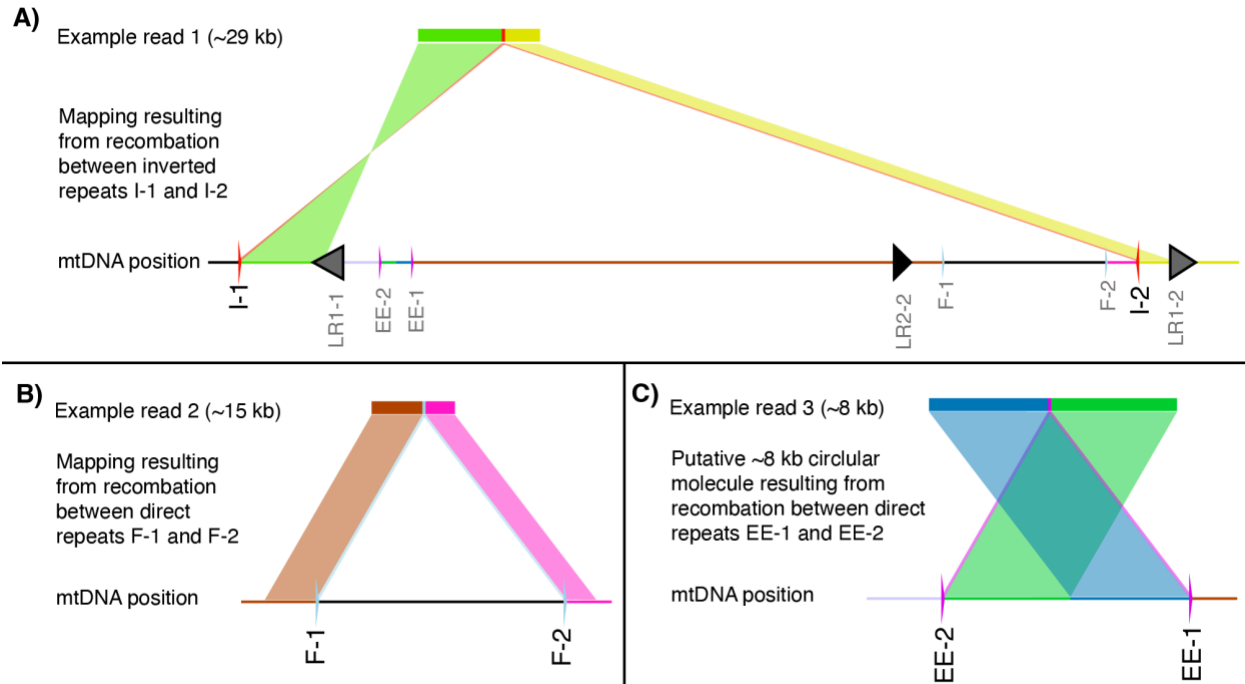 A)
Example read 1 (~29 kb)
Mapping resulting
from recombation
between inverted
repeats I-1 and I-2
mtDNA position
I-1
LR1-1
EE-2
EE-1
LR2-2
F-1
F-2
I-2
LR1-2
B)
Example read 2 (~15 kb)
Mapping resulting
from recombation
between direct
repeats F-1 and F-2
mtDNA position
F-1
F-2
C)
Example read 3 (~8 kb)
Putative ~8 kb circlular
molecule resulting from
recombation between direct
repeats EE-1 and EE-2
mtDNA position
EE-2
EE-1